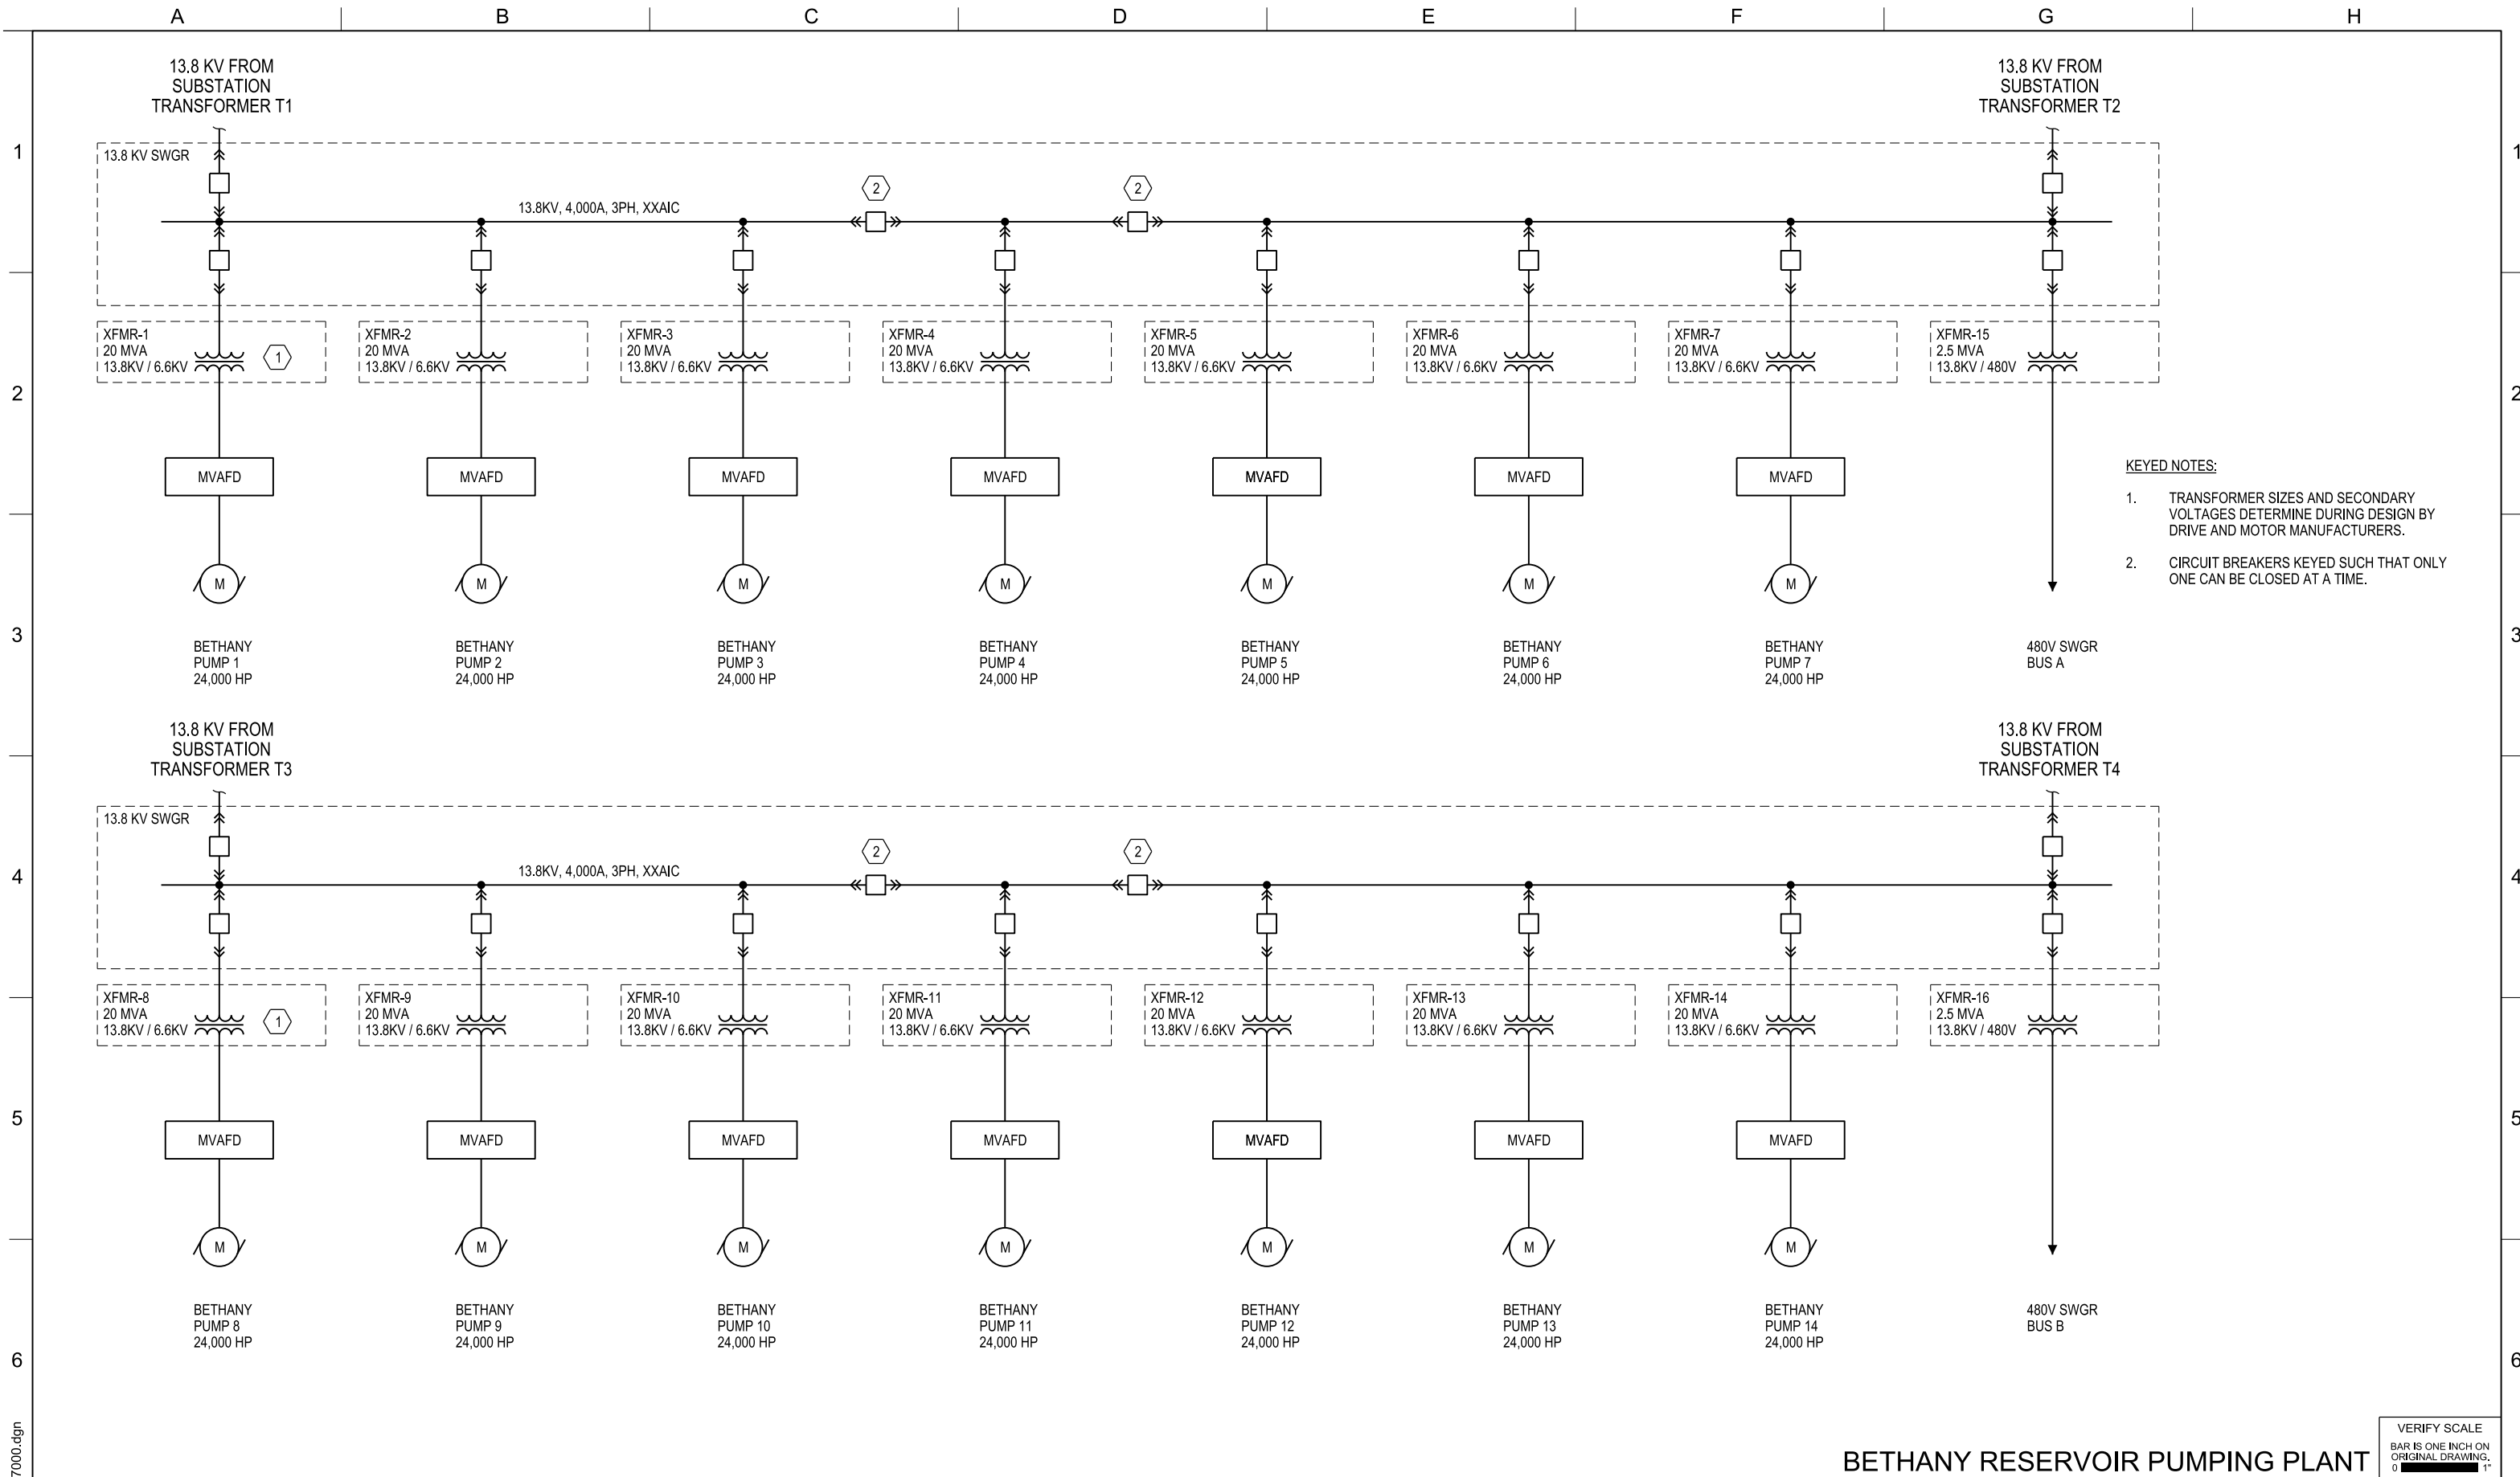 A B C D E F G H
13.8 KV FROM
SUBSTATION
TRANSFORMER T1
13.8 KV FROM
SUBSTATION
TRANSFORMER T2
1
1
13.8 KV SWGR
2
2
13.8KV, 4,000A, 3PH, XXAIC
XFMR-1
20 MVA
13.8KV / 6.6KV
1
XFMR-2
20 MVA
13.8KV / 6.6KV
XFMR-3
20 MVA
13.8KV / 6.6KV
XFMR-4
20 MVA
13.8KV / 6.6KV
XFMR-5
20 MVA
13.8KV / 6.6KV
XFMR-6
20 MVA
13.8KV / 6.6KV
XFMR-7
20 MVA
13.8KV / 6.6KV
XFMR-15
2.5 MVA
13.8KV / 480V
2
2
MVAFD MVAFD MVAFD MVAFD MVAFD MVAFD MVAFD
KEYED NOTES:
1. TRANSFORMER SIZES AND SECONDARY
VOLTAGES DETERMINE DURING DESIGN BY
DRIVE AND MOTOR MANUFACTURERS.
2. CIRCUIT BREAKERS KEYED SUCH THAT ONLY
ONE CAN BE CLOSED AT A TIME.
M M M M M M M
3
3
BETHANY
PUMP 1
24,000 HP
BETHANY
PUMP 2
24,000 HP
BETHANY
PUMP 3
24,000 HP
BETHANY
PUMP 4
24,000 HP
BETHANY
PUMP 5
24,000 HP
BETHANY
PUMP 6
24,000 HP
BETHANY
PUMP 7
24,000 HP
480V SWGR
BUS A
13.8 KV FROM
SUBSTATION
TRANSFORMER T3
13.8 KV FROM
SUBSTATION
TRANSFORMER T4
13.8 KV SWGR
2
2
13.8KV, 4,000A, 3PH, XXAIC
4
4
XFMR-8
20 MVA
13.8KV / 6.6KV
1
XFMR-9
20 MVA
13.8KV / 6.6KV
XFMR-10
20 MVA
13.8KV / 6.6KV
XFMR-11
20 MVA
13.8KV / 6.6KV
XFMR-12
20 MVA
13.8KV / 6.6KV
XFMR-13
20 MVA
13.8KV / 6.6KV
XFMR-14
20 MVA
13.8KV / 6.6KV
XFMR-16
2.5 MVA
13.8KV / 480V
5
5
MVAFD MVAFD MVAFD MVAFD MVAFD MVAFD MVAFD
M M M M M M M
BETHANY
PUMP 8
24,000 HP
BETHANY
PUMP 9
24,000 HP
BETHANY
PUMP 10
24,000 HP
BETHANY
PUMP 11
24,000 HP
BETHANY
PUMP 12
24,000 HP
BETHANY
PUMP 13
24,000 HP
BETHANY
PUMP 14
24,000 HP
480V SWGR
BUS B
6
6
7000.dgn
BETHANY RESERVOIR PUMPING PLANT
VERIFY SCALE
BAR IS ONE INCH ON
ORIGINAL DRAWING.
0 1"